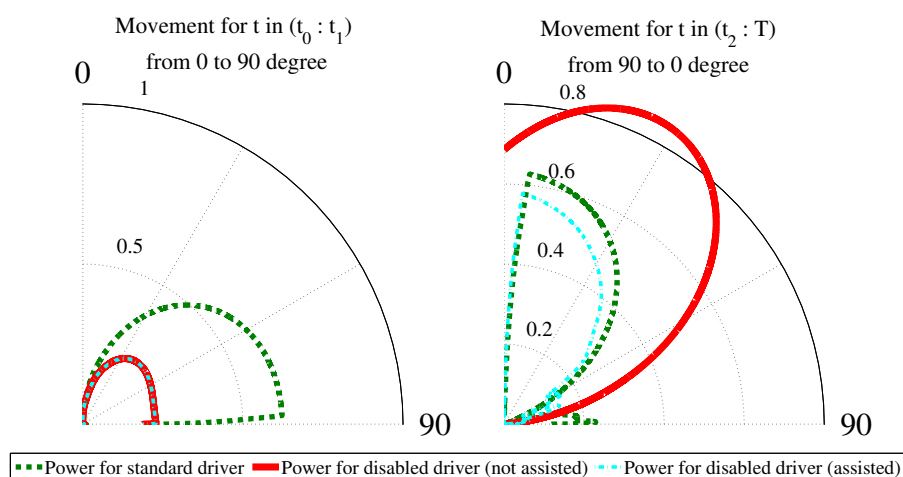 Movement for t in (t0 : t1)
from 0 to 90 degree
0
1
0.5
90
Movement for t in (t2 : T)
from 90 to 0 degree
0
0.8
0.6
0.4
0.2
90
Power for standard driver
Power for disabled driver (not assisted)
Power for disabled driver (assisted)